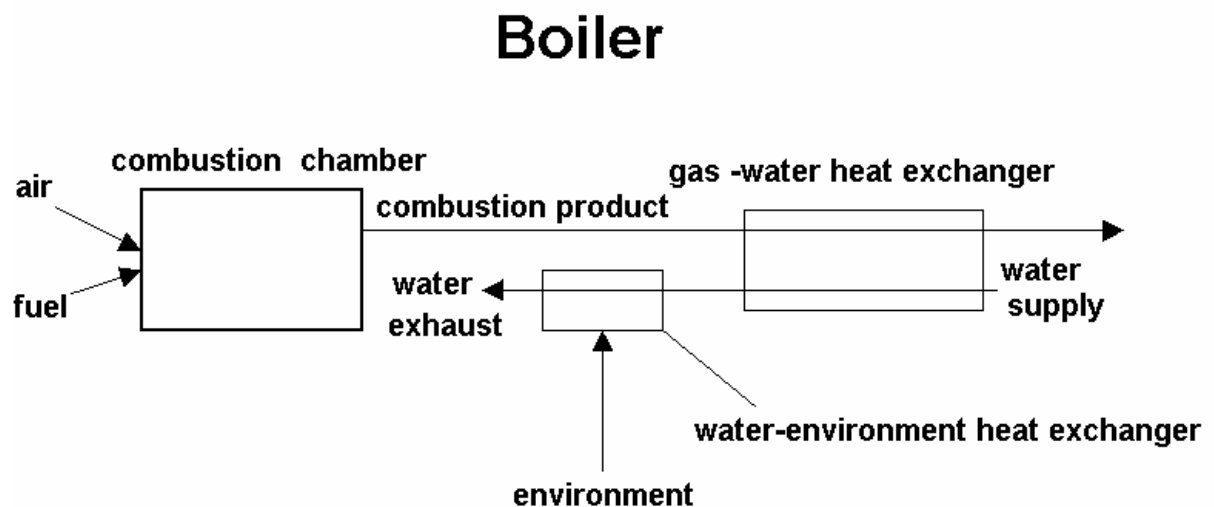 Boiler
combustion chamber
gas -water heat exchanger
air
combustion product
fuel
water
exhaust
water
supply
water-environment heat exchanger
environment